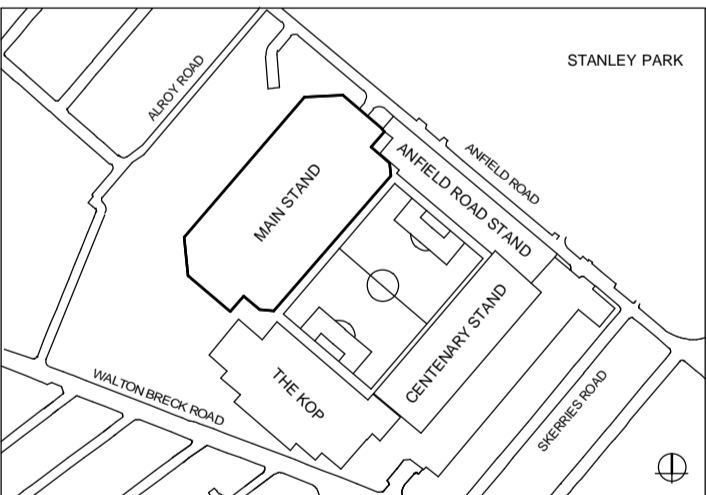 STANLEY PARK
ALROY ROAD
ANFIELD ROAD
ANFIELD ROAD STAND
MAIN STAND
CENTENARY STAND
THE KOP
WALTON BRECK ROAD
SKERRIES ROAD